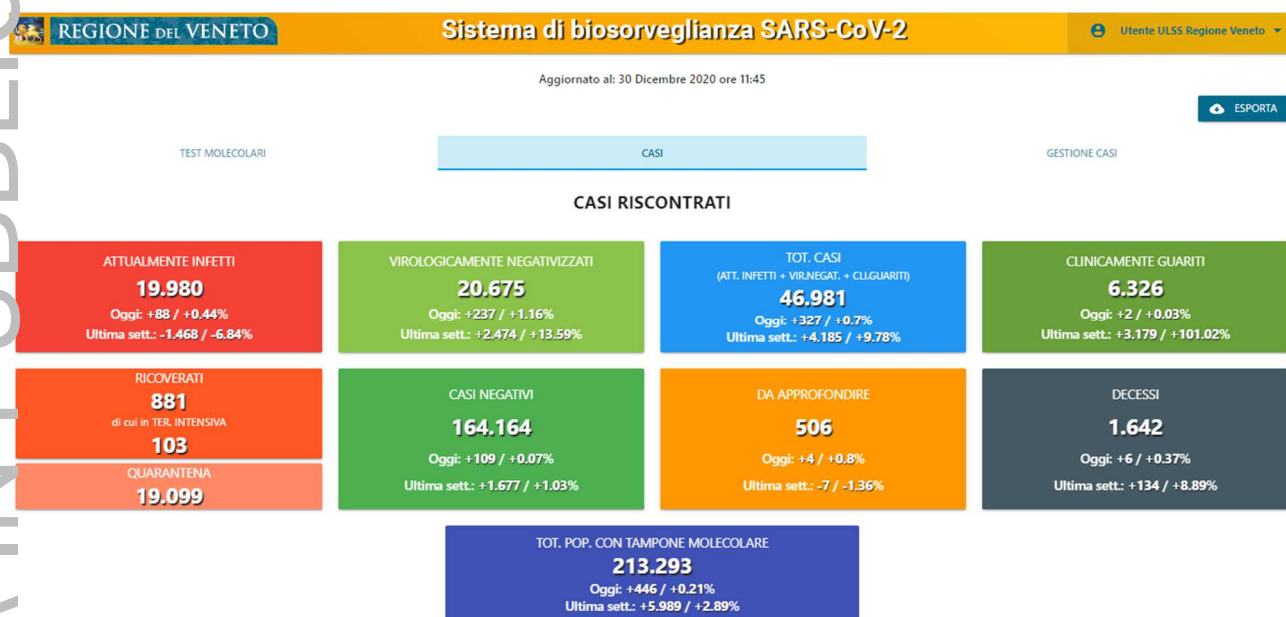 REGIONE DEL VENETO
Sistema di biosorveglianza SARS-CoV-2
Utente ULSS Regione Veneto
Aggiornato al: 30 Dicembre 2020 ore 11:45
ESPORTA
TEST MOLECOLARI
CASI
GESTIONE CASI
CASI RISCONTRATI
ATTUALMENTE INFETTI
19.980
Oggi: +88 / +0.44%
Ultima sett.: -1.468 / -6.84%
VIROLOGICAMENTE NEGATIVIZZATI
20.675
Oggi: +237 / +1.16%
Ultima sett.: +2.474 / +13.59%
TOT. CASI
(ATT. INFETTI + VIR.NEGAT. + CLI.GUARITI)
46.981
Oggi: +327 / +0.7%
Ultima sett.: +4.185 / +9.78%
CLINICAMENTE GUARITI
6.326
Oggi: +2 / +0.03%
Ultima sett.: +3.179 / +101.02%
RICOVERATI
881
di cui in TER. INTENSIVA
103
QUARANTENA
19.099
CASI NEGATIVI
164.164
Oggi: +109 / +0.07%
Ultima sett.: +1.677 / +1.03%
DA APPROFONDIRE
506
Oggi: +4 / +0.8%
Ultima sett.: -7 / -1.36%
DECESSI
1.642
Oggi: +6 / +0.37%
Ultima sett.: +134 / +8.89%
TOT. POP. CON TAMPONE MOLECOLARE
213.293
Oggi: +446 / +0.21%
Ultima sett.: +5.989 / +2.89%